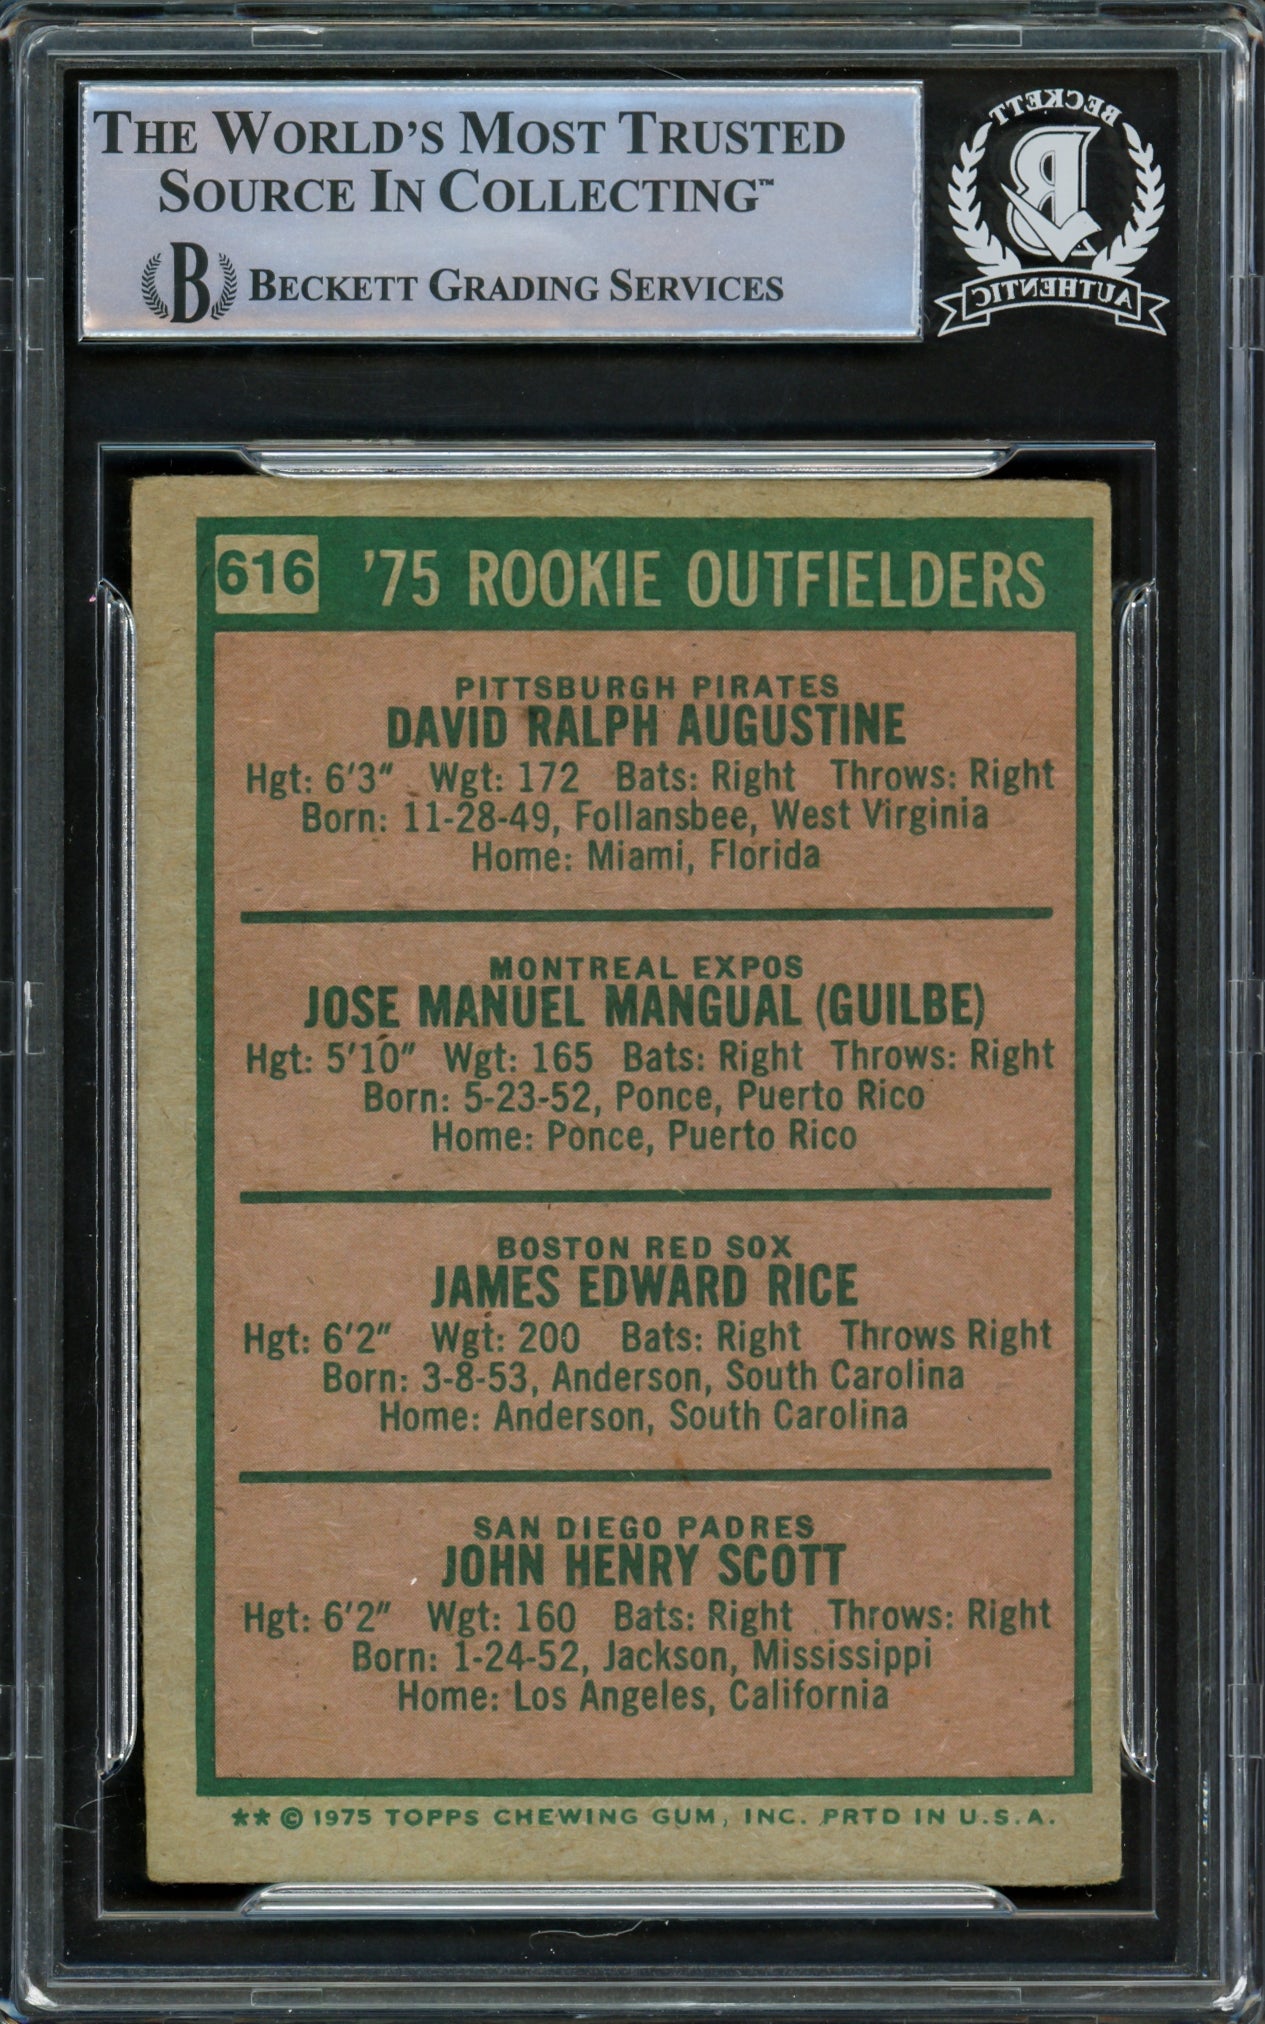 THE WORLD'S MOST TRUSTED
SOURCE IN COLLECTING™
B BECKETT GRADING SERVICES
BECKETT
B
AUTHENTIC
616 '75 ROOKIE OUTFIELDERS
PITTSBURGH PIRATES
DAVID RALPH AUGUSTINE
Hgt: 6'3" Wgt: 172 Bats: Right Throws: Right
Born: 11-28-49, Follansbee, West Virginia
Home: Miami, Florida
MONTREAL EXPOS
JOSE MANUEL MANGUAL (GUILBE)
Hgt: 5'10" Wgt: 165 Bats: Right Throws: Right
Born: 5-23-52, Ponce, Puerto Rico
Home: Ponce, Puerto Rico
BOSTON RED SOX
JAMES EDWARD RICE
Hgt: 6'2" Wgt: 200 Bats: Right Throws Right
Born: 3-8-53, Anderson, South Carolina
Home: Anderson, South Carolina
SAN DIEGO PADRES
JOHN HENRY SCOTT
Hgt: 6'2" Wgt: 160 Bats: Right Throws: Right
Born: 1-24-52, Jackson, Mississippi
Home: Los Angeles, California
** © 1975 TOPPS CHEWING GUM, INC. PRTD IN U.S.A.